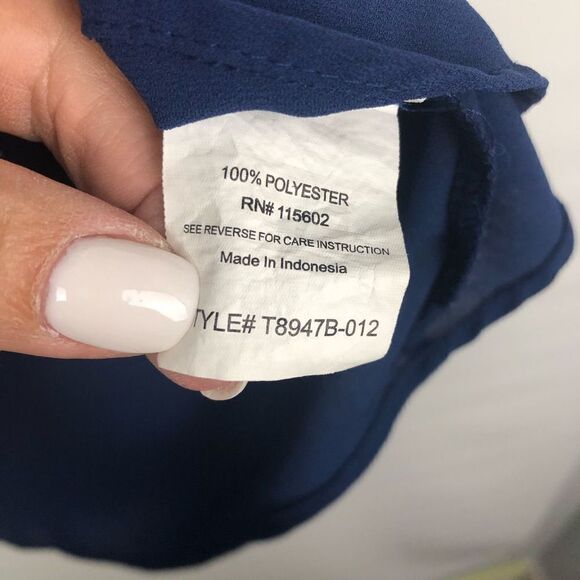 100% POLYESTER
RN# 115602
SEE REVERSE FOR CARE INSTRUCTION
Made In Indonesia
TYLE# T8947B-012